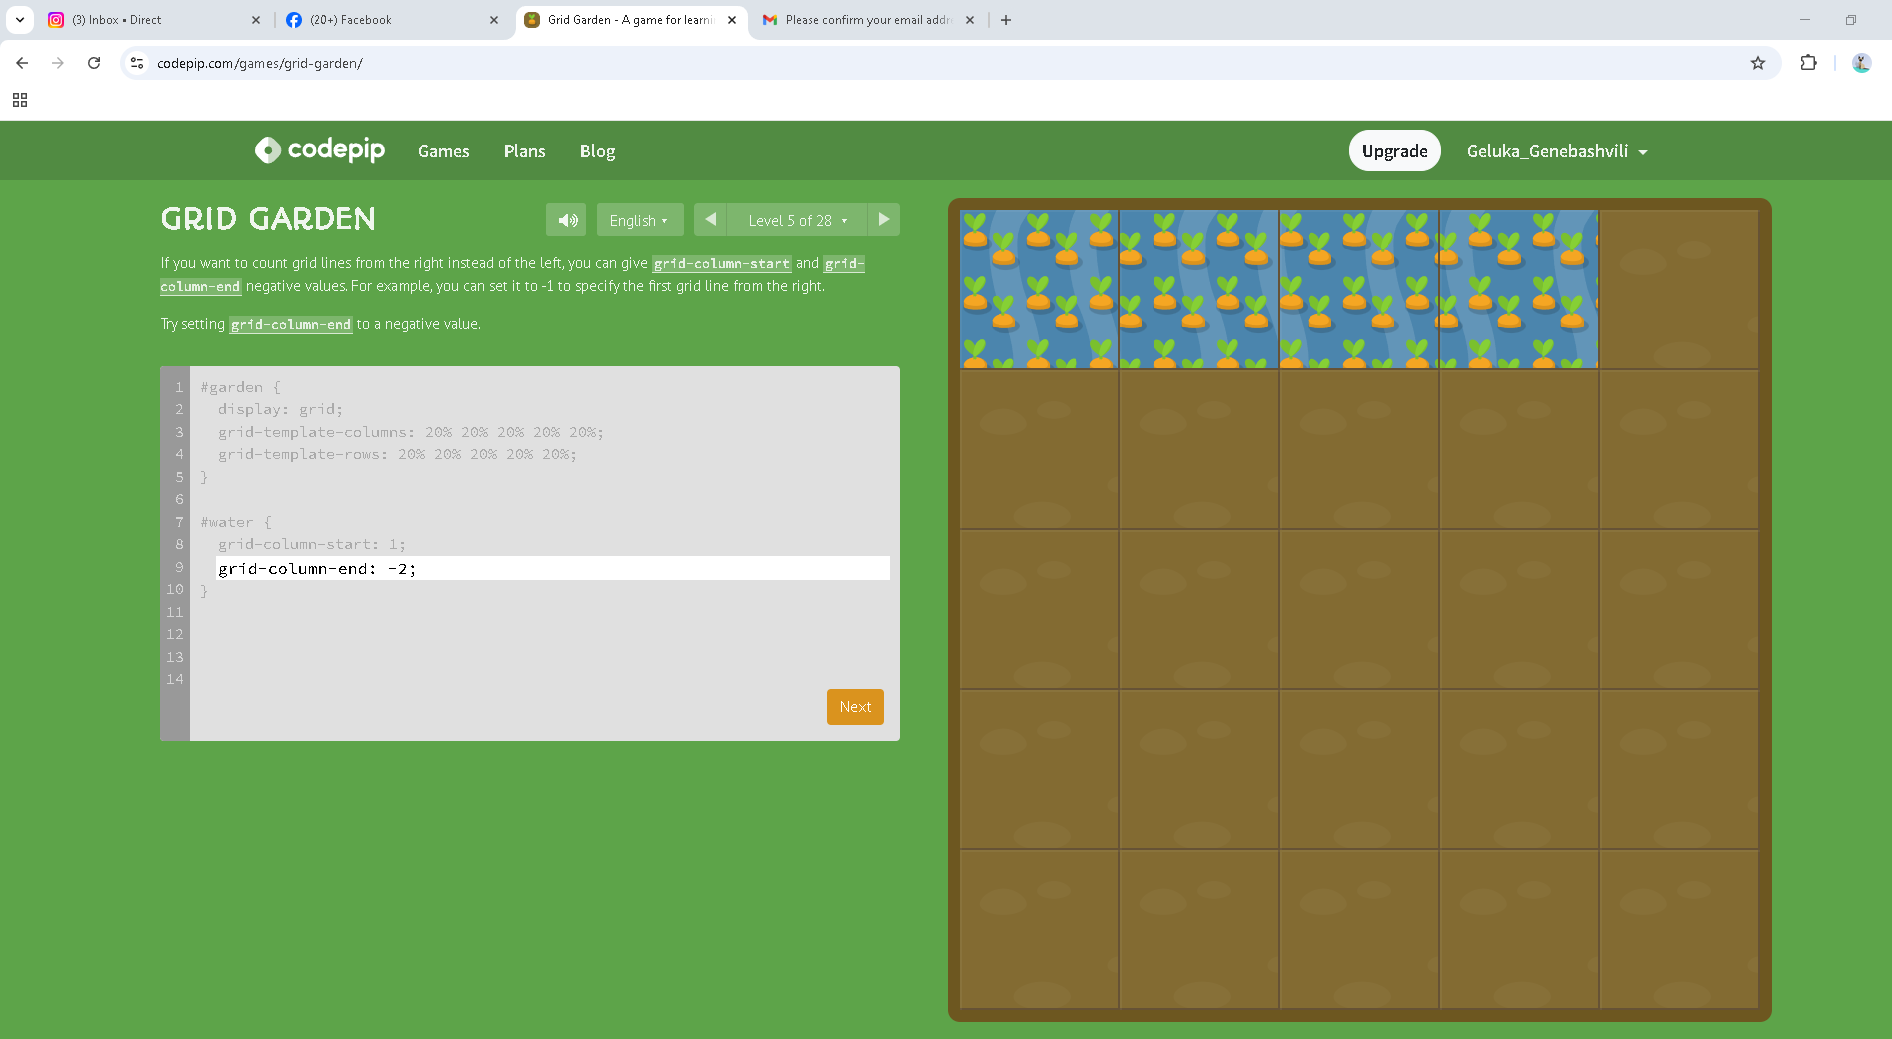 (3) Inbox • Direct
(20+) Facebook
Grid Garden - A game for learni
Please confirm your email addr
codepip.com/games/grid-garden/
codepip
Games
Plans
Blog
Upgrade
Geluka_Genebashvili
GRID GARDEN
English
Level 5 of 28
If you want to count grid lines from the right instead of the left, you can give grid-column-start and grid-
column-end negative values. For example, you can set it to -1 to specify the first grid line from the right.
Try setting grid-column-end to a negative value.
1 #garden {
2 display: grid;
3 grid-template-columns: 20% 20% 20% 20% 20%;
4 grid-template-rows: 20% 20% 20% 20% 20%;
5 }
6
7 #water {
8 grid-column-start: 1;
9 grid-column-end: -2;
10 }
11
12
13
14
Next